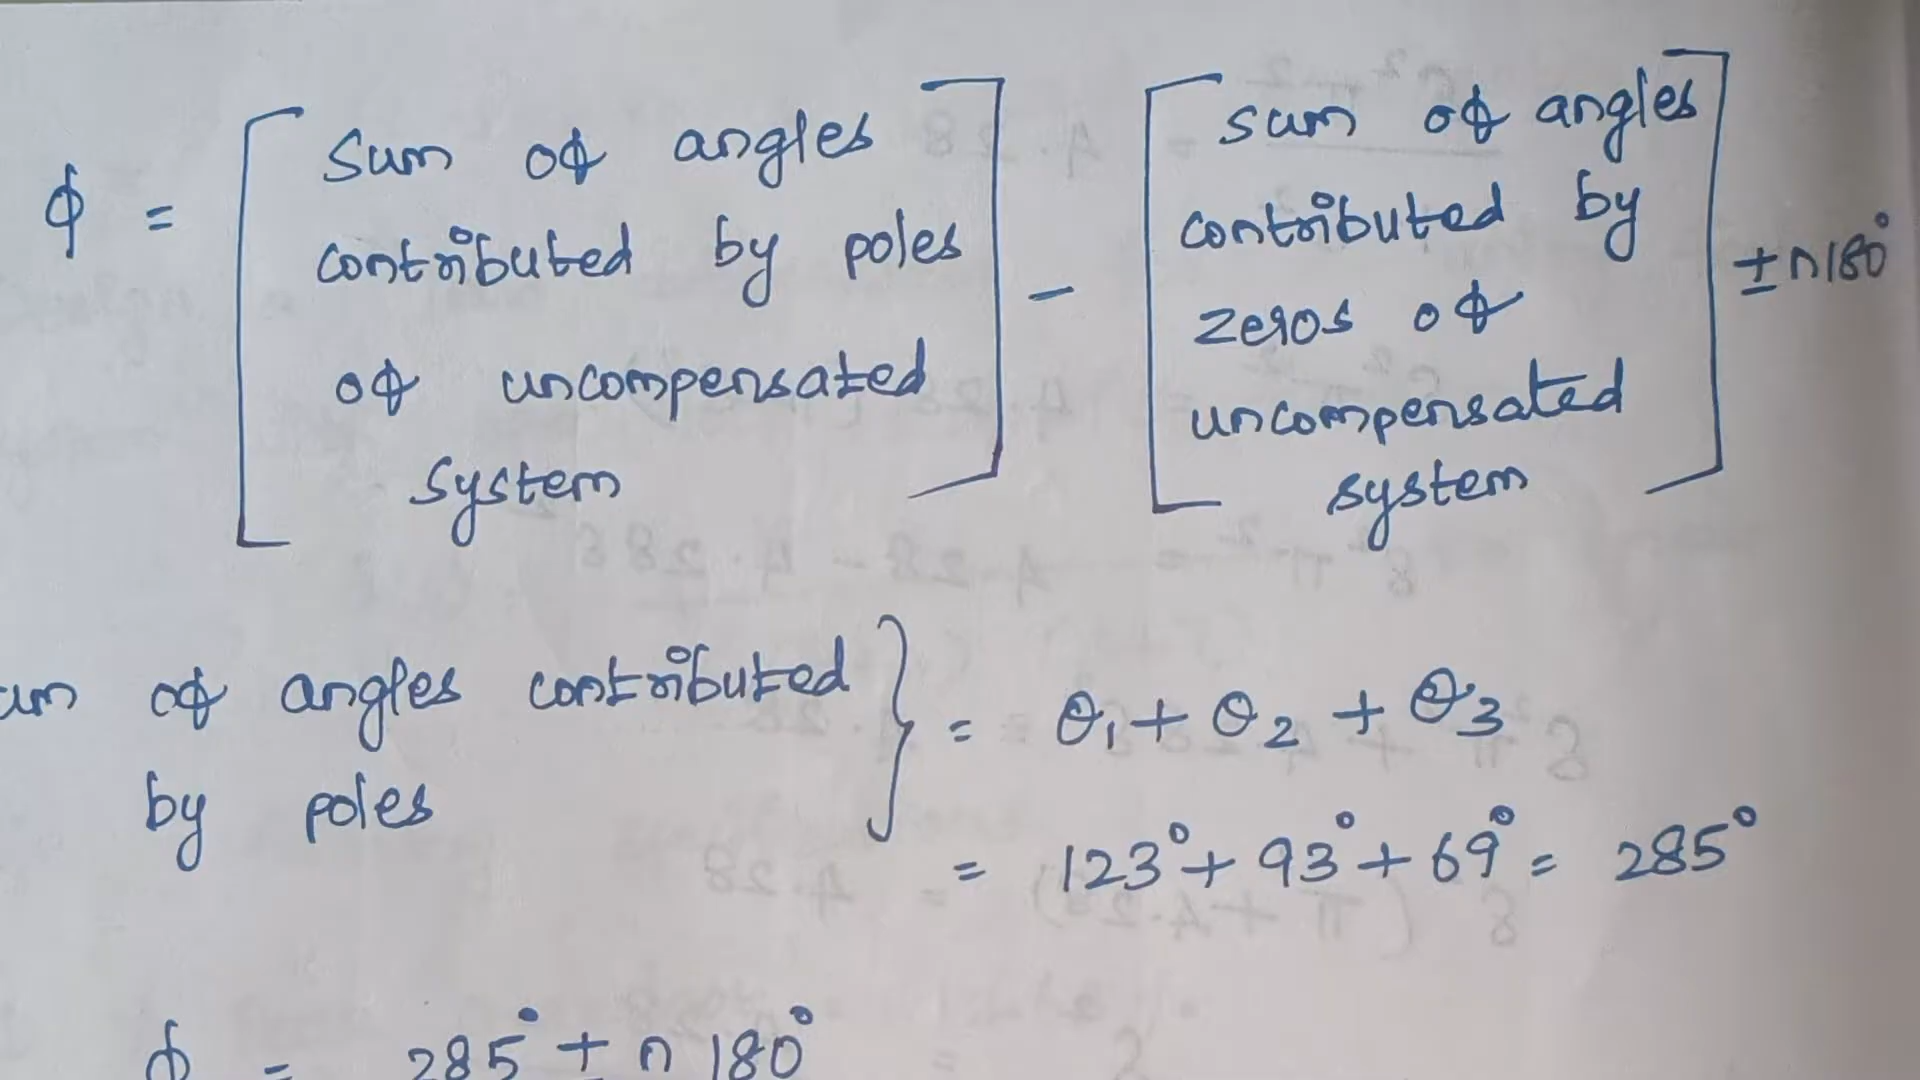 ϕ = [Sum of angles contributed by poles of uncompensated system] - [sum of angles contributed by zeros of uncompensated system] ± n180°
um of angles contributed by poles } = θ₁ + θ₂ + θ₃
= 123° + 93° + 69° = 285°
ϕ = 285° ± n 180°